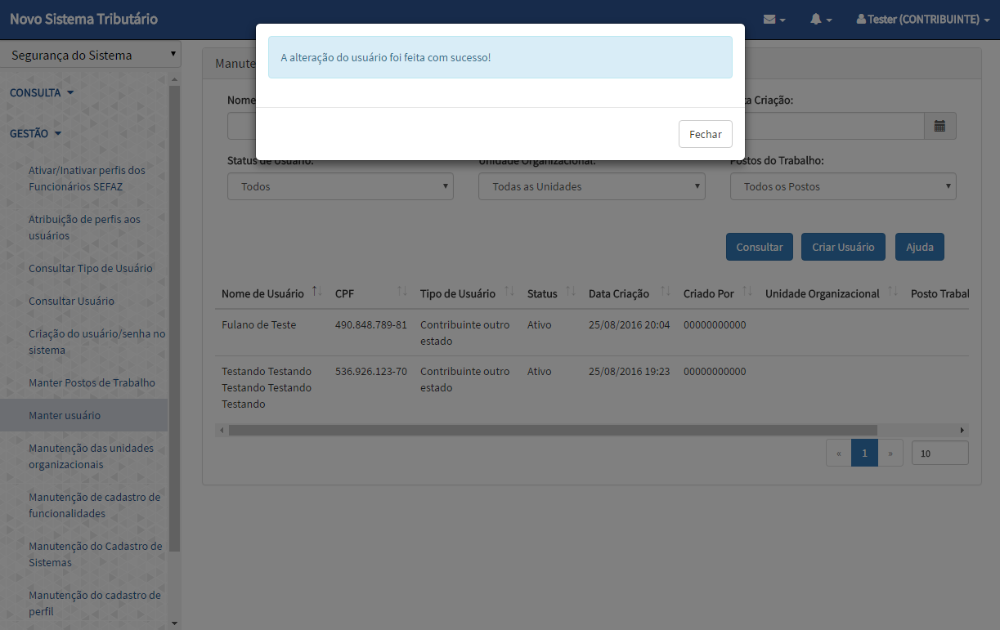 Novo Sistema Tributário
Tester (CONTRIBUINTE)
A alteração do usuário foi feita com sucesso!
Fechar
Segurança do Sistema
CONSULTA
GESTÃO
Ativar/Inativar perfis dos
Funcionários SEFAZ
Atribuição de perfis aos
usuários
Consultar Tipo de Usuário
Consultar Usuário
Criação do usuário/senha no
sistema
Manter Postos de Trabalho
Manter usuário
Manutenção das unidades
organizacionais
Manutenção de cadastro de
funcionalidades
Manutenção do Cadastro de
Sistemas
Manutenção do cadastro de
perfil
Nome
Criação:
Status de Usuário:
Unidade Organizacional:
Postos do Trabalho:
Todos
Todas as Unidades
Todos os Postos
Consultar
Criar Usuário
Ajuda
Nome de Usuário CPF Tipo de Usuário Status Data Criação Criado Por Unidade Organizacional Posto
Fulano de Teste 490.848.789-81 Contribuinte outro Ativo 25/08/2016 20:04 00000000000
estado
Testando Testando 536.926.123-70 Contribuinte outro Ativo 25/08/2016 19:23 00000000000
Testando Testando estado
Testando
« 1 » 10